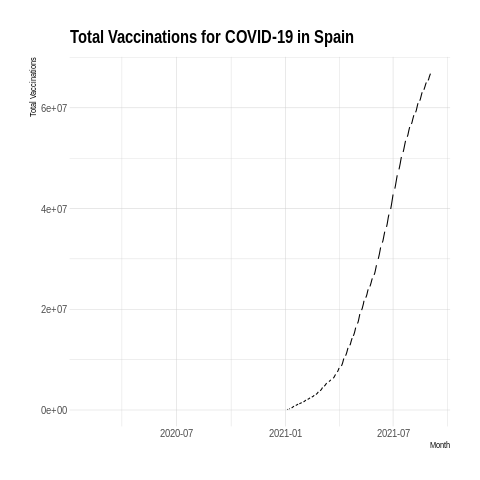 Total Vaccinations for COVID-19 in Spain
Total Vaccinations
6e+07
4e+07
2e+07
0e+00
2020-07 2021-01 2021-07
Month